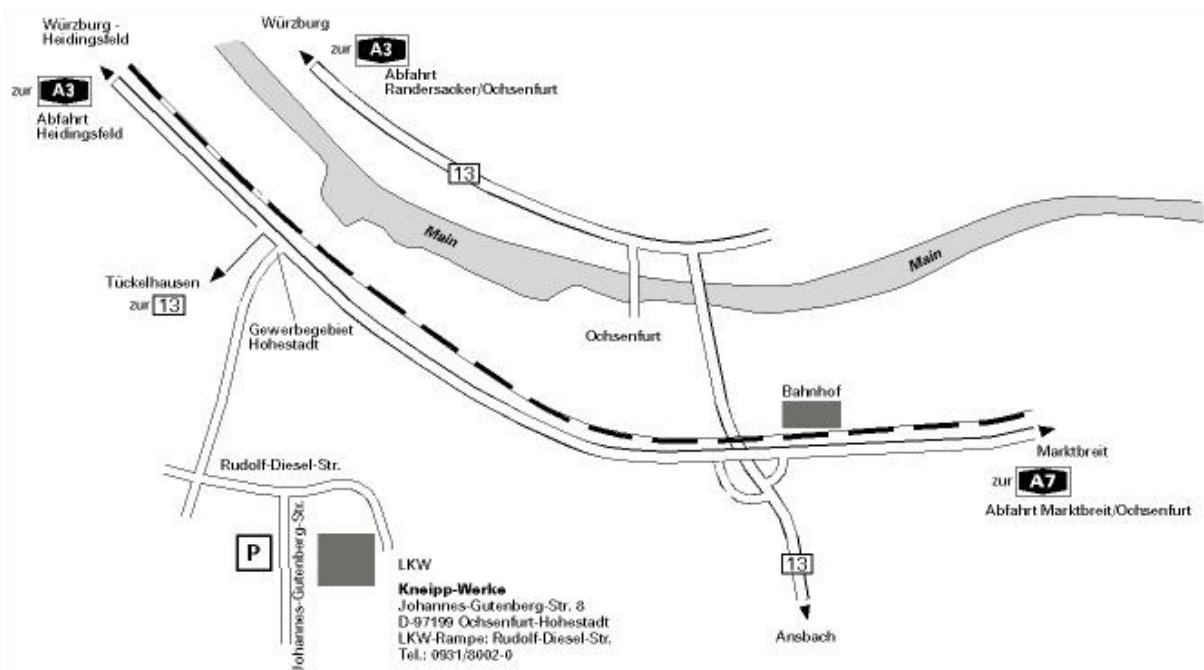 Würzburg -
Heidingsfeld
zur A3
Abfahrt
Heidingsfeld
Würzburg
zur A3
Abfahrt
Randersacker/Ochsenfurt
13
Main
Main
Tückelhausen
zur 13
Gewerbegebiet
Hohestadt
Ochsenfurt
Bahnhof
Marktbreit
zur A7
Abfahrt Marktbreit/Ochsenfurt
Rudolf-Diesel-Str.
Johannes-Gutenberg-Str.
P
LKW
Kneipp-Werke
Johannes-Gutenberg-Str. 8
D-97199 Ochsenfurt-Hohestadt
LKW-Rampe: Rudolf-Diesel-Str.
Tel.: 0931/8002-0
13
Ansbach